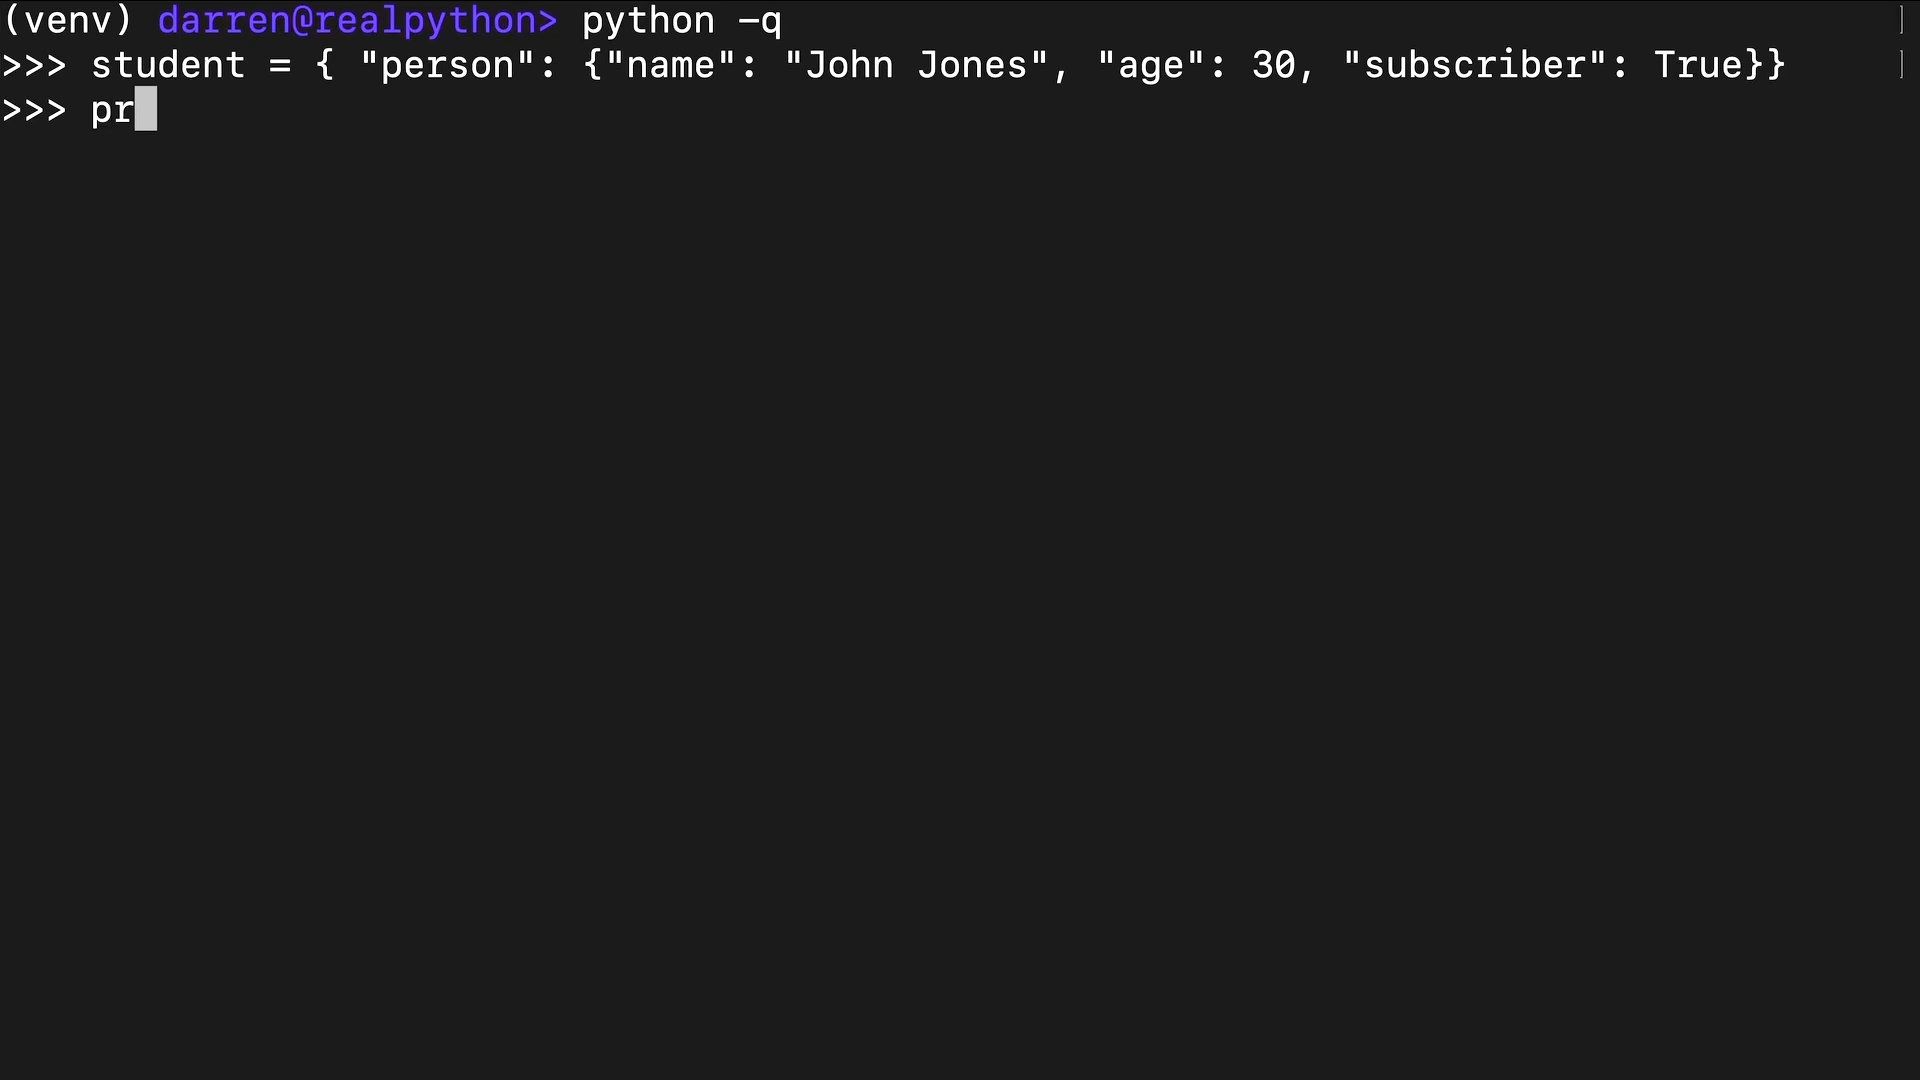 (venv) darren@realpython> python -q
>>> student = { "person": {"name": "John Jones", "age": 30, "subscriber": True}}
>>> pr